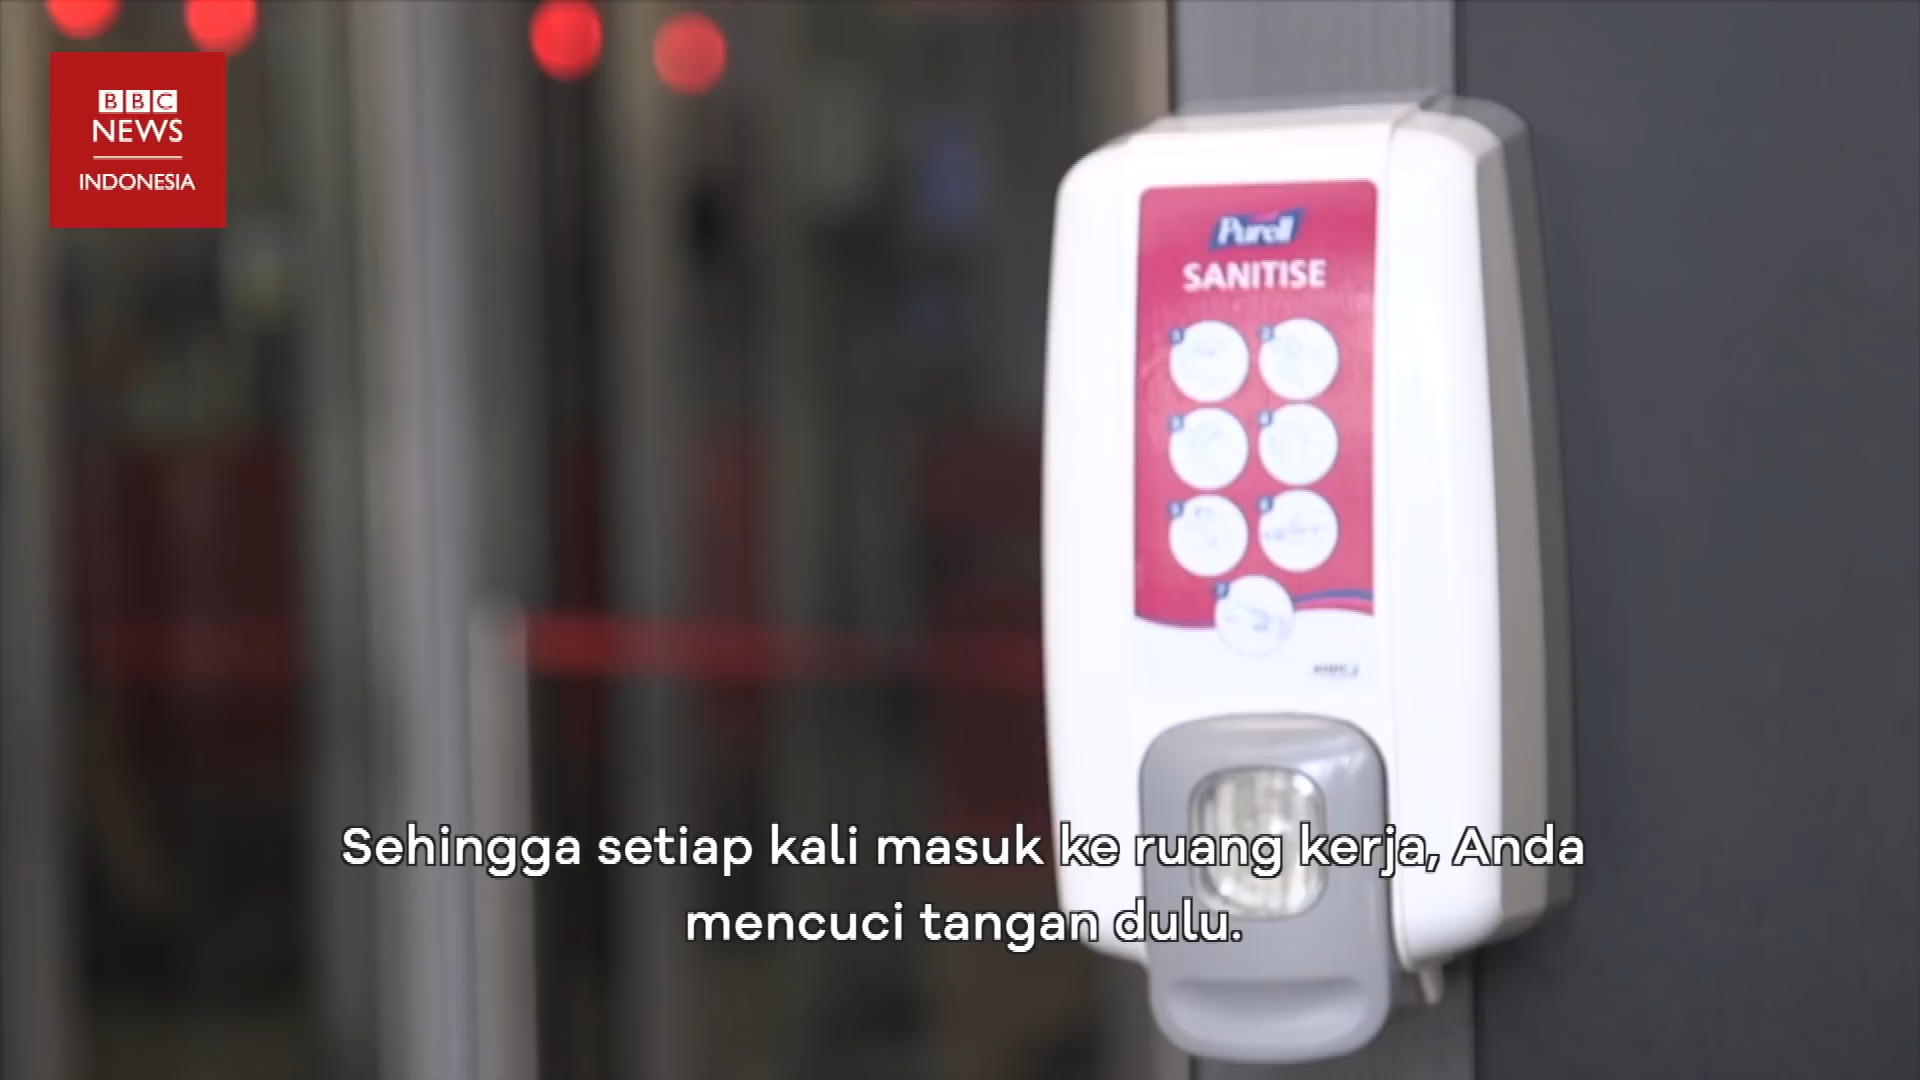 BBC
NEWS
INDONESIA
Purell
SANITISE
Sehingga setiap kali masuk ke ruang kerja, Anda
mencuci tangan dulu.